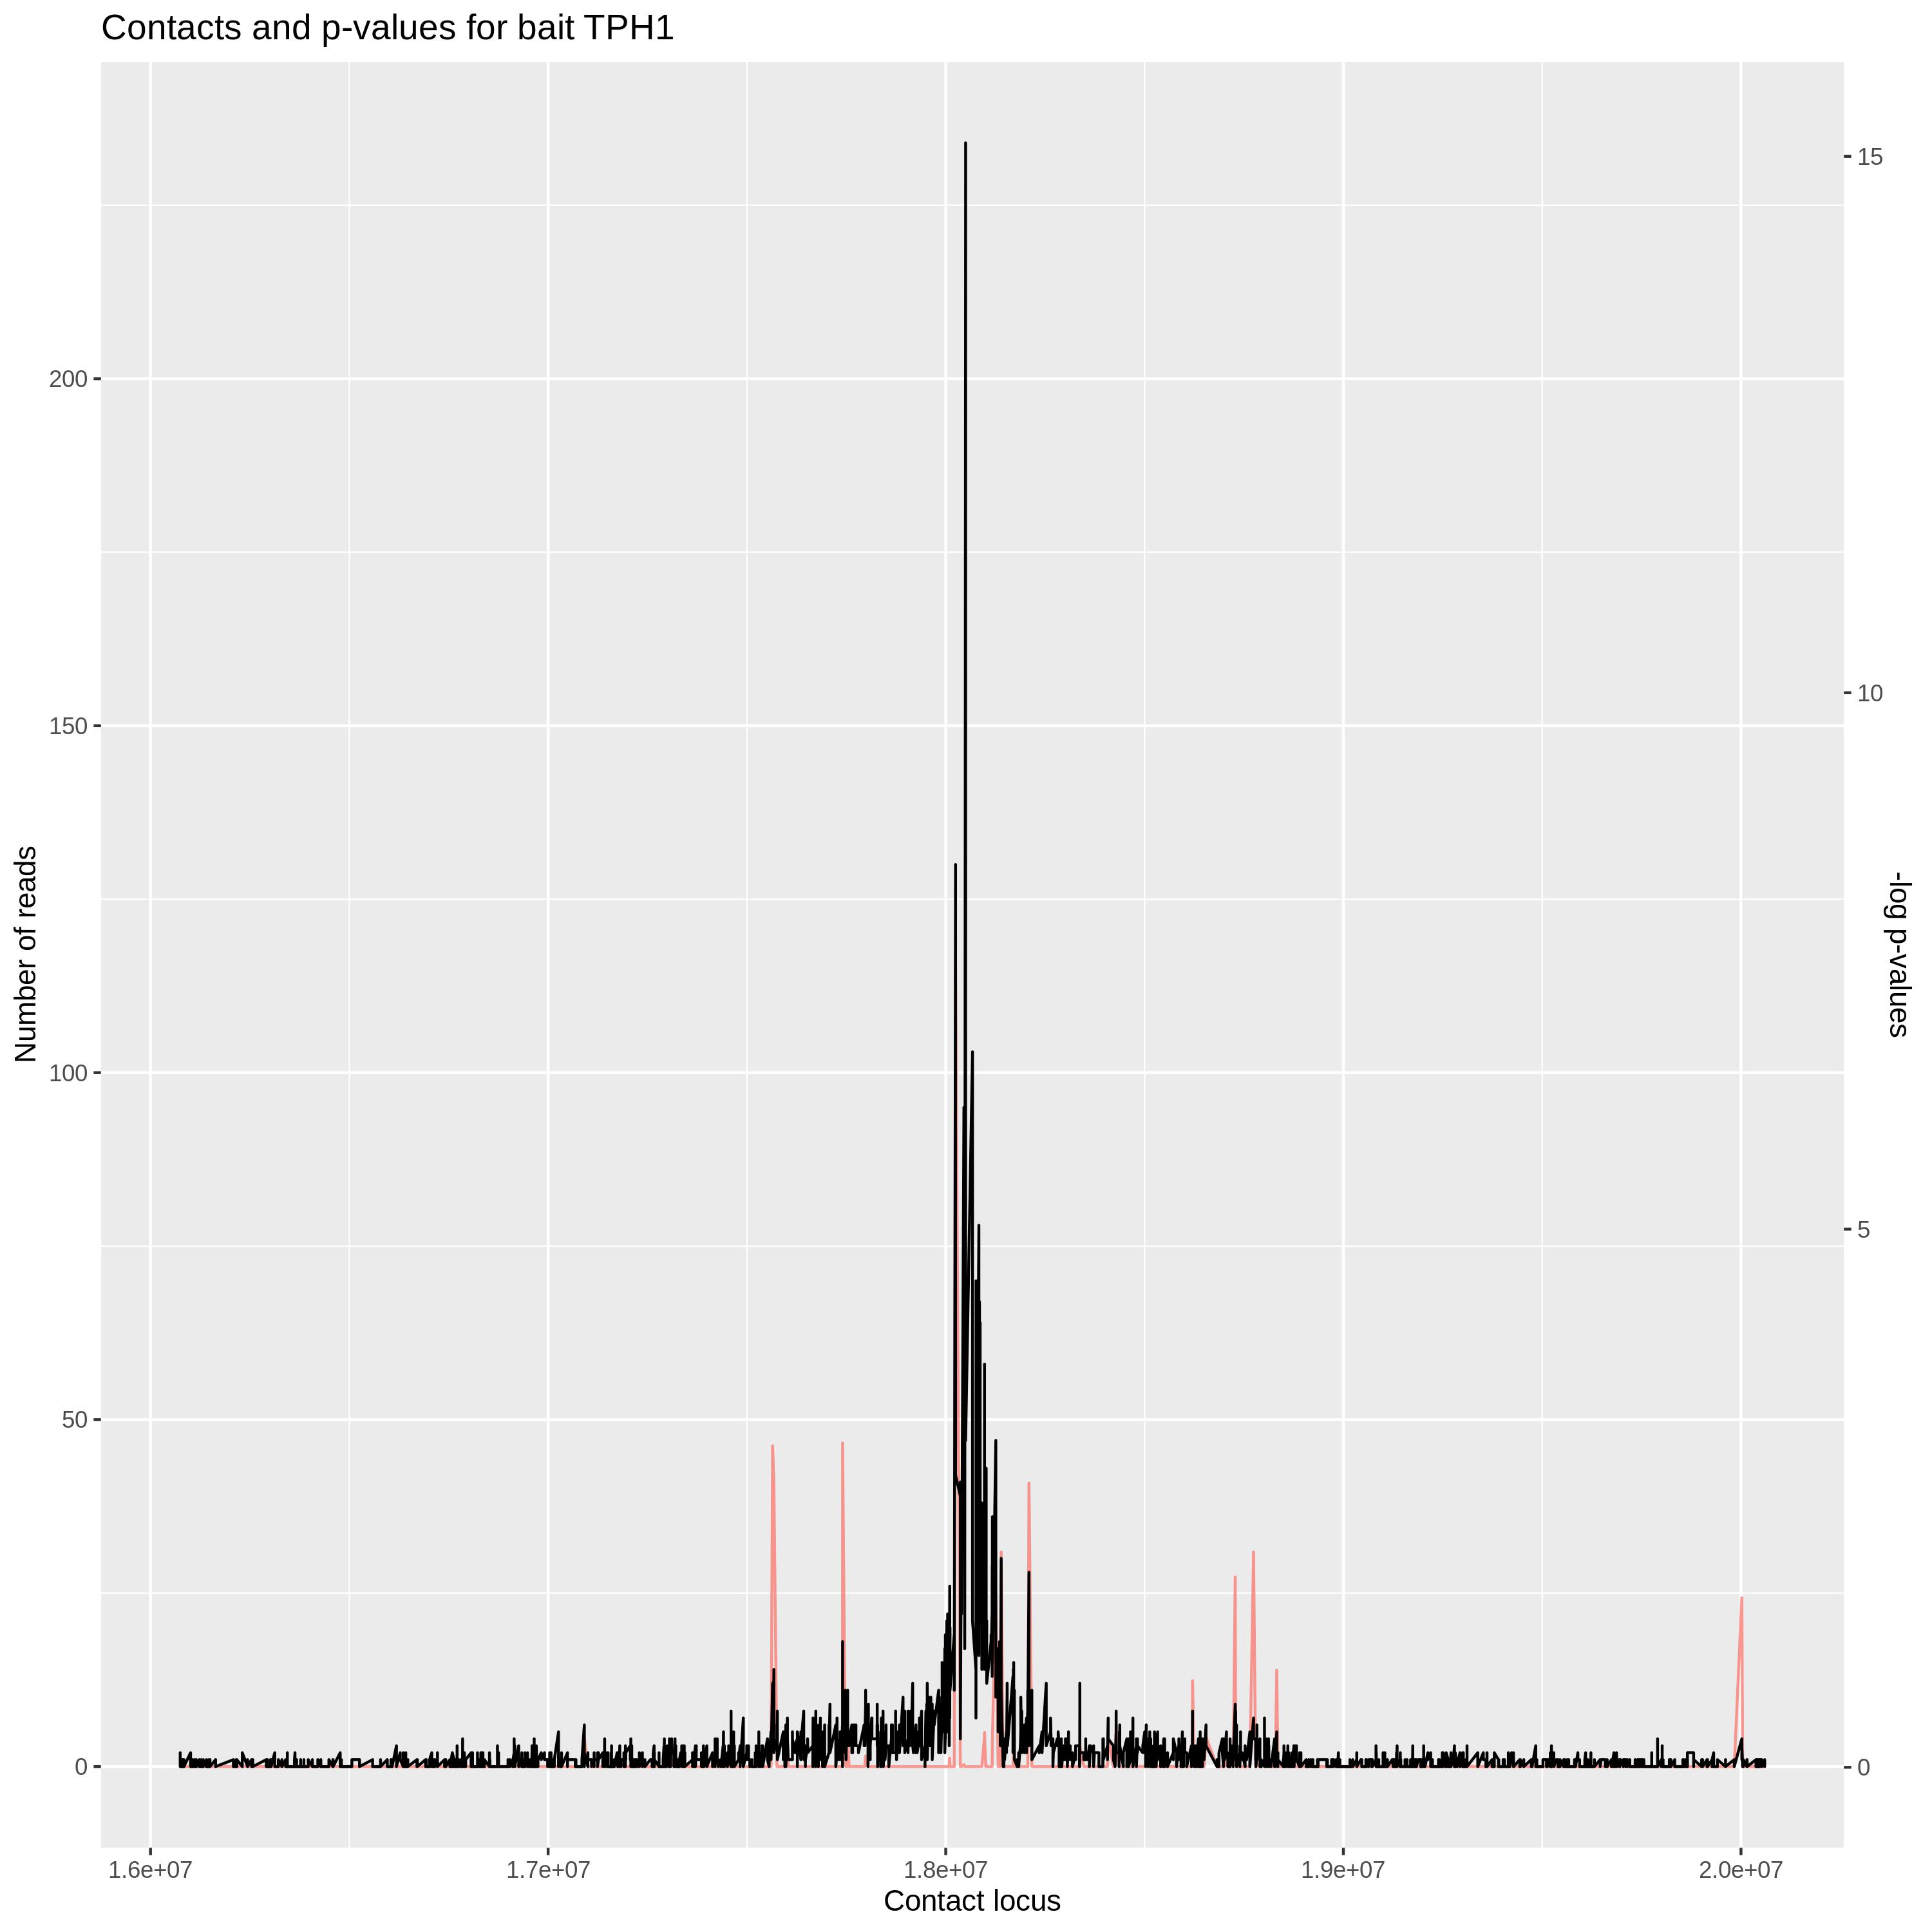 Contacts and p-values for bait TPH1
Number of reads
200
150
100
50
0
15
10
5
0
-log p-values
1.6e+07
1.7e+07
1.8e+07
1.9e+07
2.0e+07
Contact locus